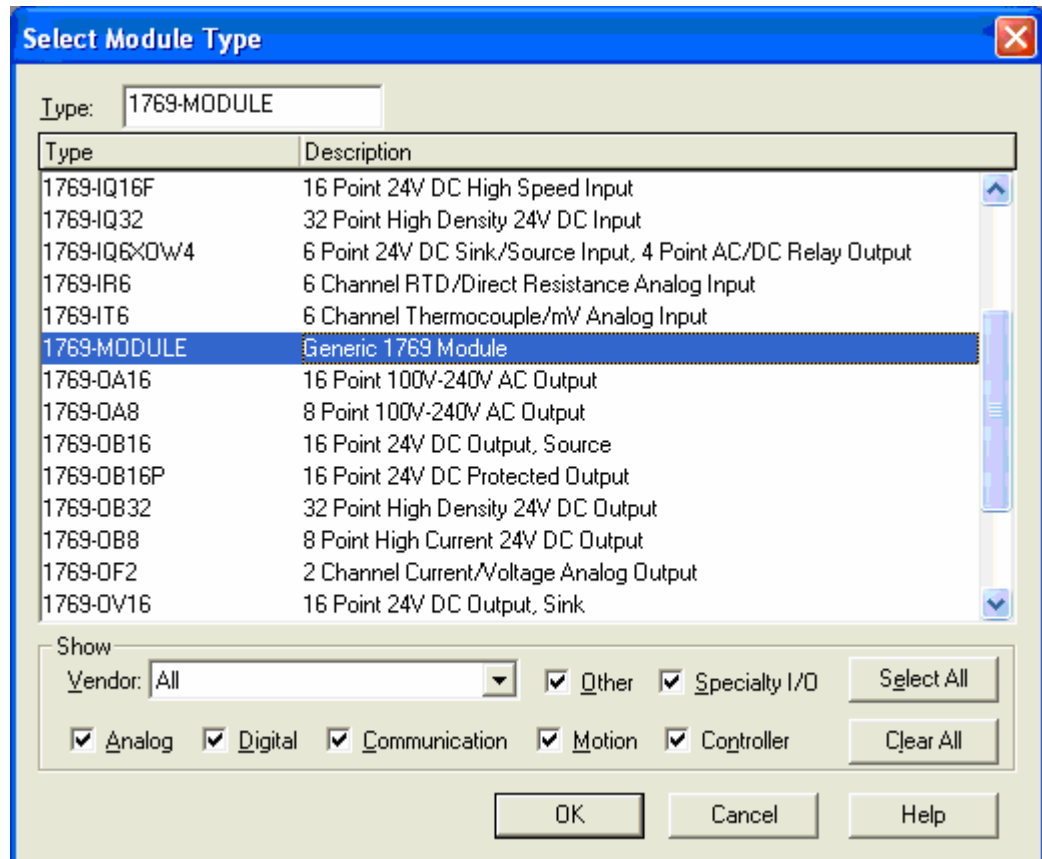 Select Module Type
Type: 1769-MODULE
Type Description
1769-IQ16F 16 Point 24V DC High Speed Input
1769-IQ32 32 Point High Density 24V DC Input
1769-IQ6XOW4 6 Point 24V DC Sink/Source Input, 4 Point AC/DC Relay Output
1769-IR6 6 Channel RTD/Direct Resistance Analog Input
1769-IT6 6 Channel Thermocouple/mV Analog Input
1769-MODULE Generic 1769 Module
1769-OA16 16 Point 100V-240V AC Output
1769-OA8 8 Point 100V-240V AC Output
1769-OB16 16 Point 24V DC Output, Source
1769-OB16P 16 Point 24V DC Protected Output
1769-OB32 32 Point High Density 24V DC Output
1769-OB8 8 Point High Current 24V DC Output
1769-OF2 2 Channel Current/Voltage Analog Output
1769-OV16 16 Point 24V DC Output, Sink
Show
Vendor: All Other Specialty I/O Select All
Analog Digital Communication Motion Controller Clear All
OK Cancel Help